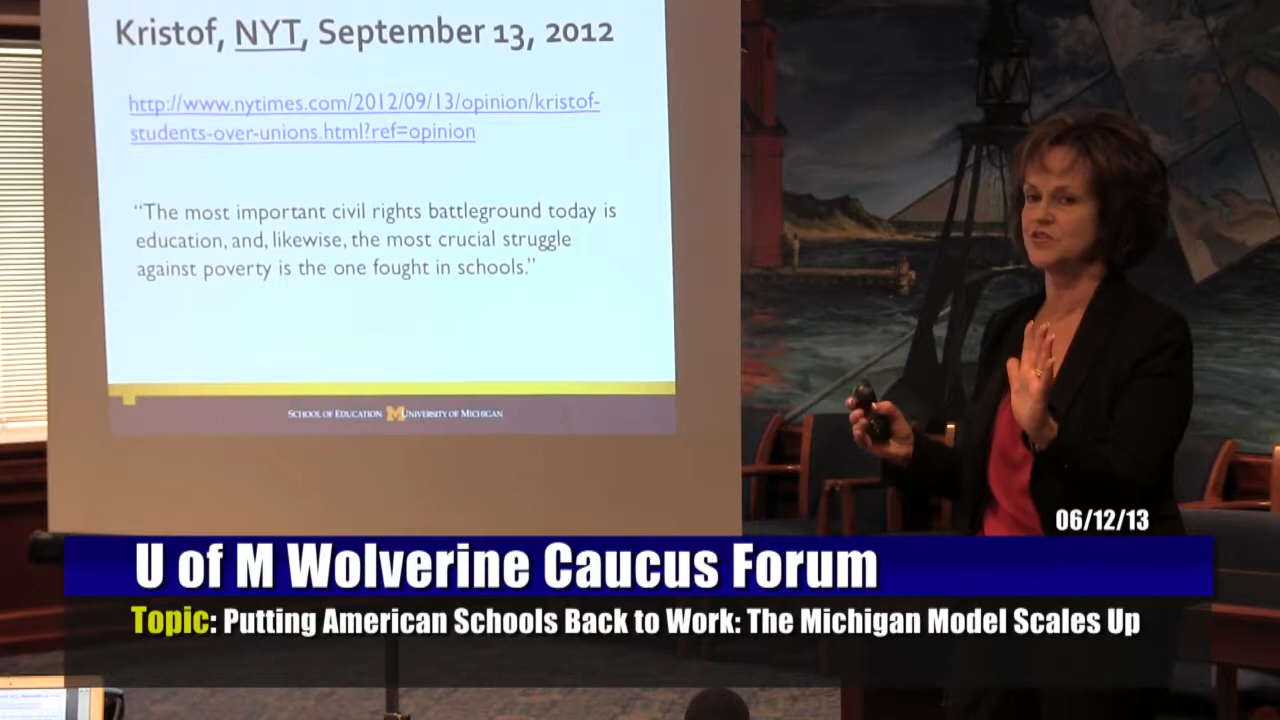 Kristof, NYT, September 13, 2012
http://www.nytimes.com/2012/09/13/opinion/kristof-
students-over-unions.html?ref=opinion
“The most important civil rights battleground today is
education, and, likewise, the most crucial struggle
against poverty is the one fought in schools.”
SCHOOL OF EDUCATION M UNIVERSITY OF MICHIGAN
06/12/13
U of M Wolverine Caucus Forum
Topic: Putting American Schools Back to Work: The Michigan Model Scales Up